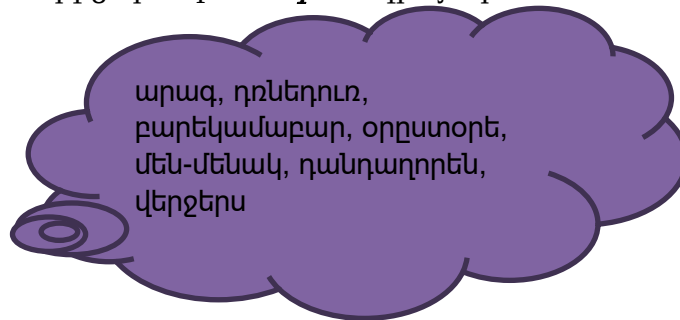 արագ, դռնեդուռ,
բարեկամաբար, օրըստօրե,
մեն-մենակ, դանդաղորեն,
վերջերս